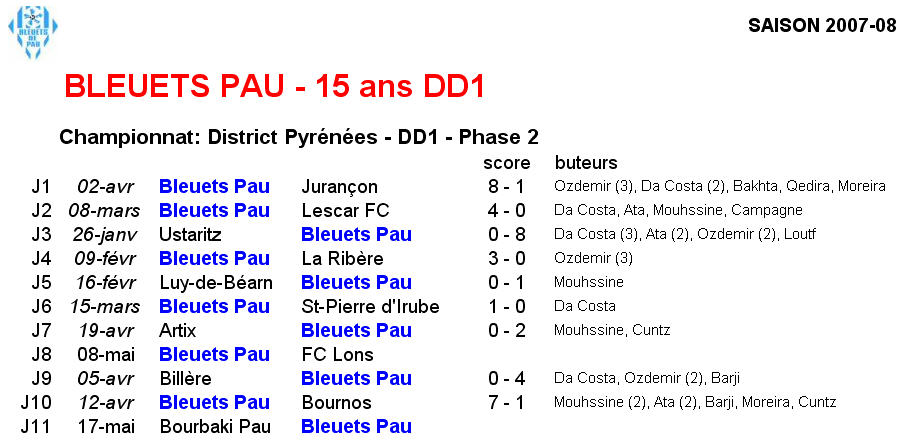 BLEUETS
DE
PAU
SAISON 2007-08
BLEUETS PAU - 15 ans DD1
Championnat: District Pyrénées - DD1 - Phase 2
score buteurs
J1 02-avr Bleuets Pau Jurançon 8 - 1 Ozdemir (3), Da Costa (2), Bakhta, Qedira, Moreira
J2 08-mars Bleuets Pau Lescar FC 4 - 0 Da Costa, Ata, Mouhssine, Campagne
J3 26-janv Ustaritz Bleuets Pau 0 - 8 Da Costa (3), Ata (2), Ozdemir (2), Loutf
J4 09-févr Bleuets Pau La Ribère 3 - 0 Ozdemir (3)
J5 16-févr Luy-de-Béarn Bleuets Pau 0 - 1 Mouhssine
J6 15-mars Bleuets Pau St-Pierre d'Irube 1 - 0 Da Costa
J7 19-avr Artix Bleuets Pau 0 - 2 Mouhssine, Cuntz
J8 08-mai Bleuets Pau FC Lons
J9 05-avr Billère Bleuets Pau 0 - 4 Da Costa, Ozdemir (2), Barji
J10 12-avr Bleuets Pau Bournos 7 - 1 Mouhssine (2), Ata (2), Barji, Moreira, Cuntz
J11 17-mai Bourbaki Pau Bleuets Pau